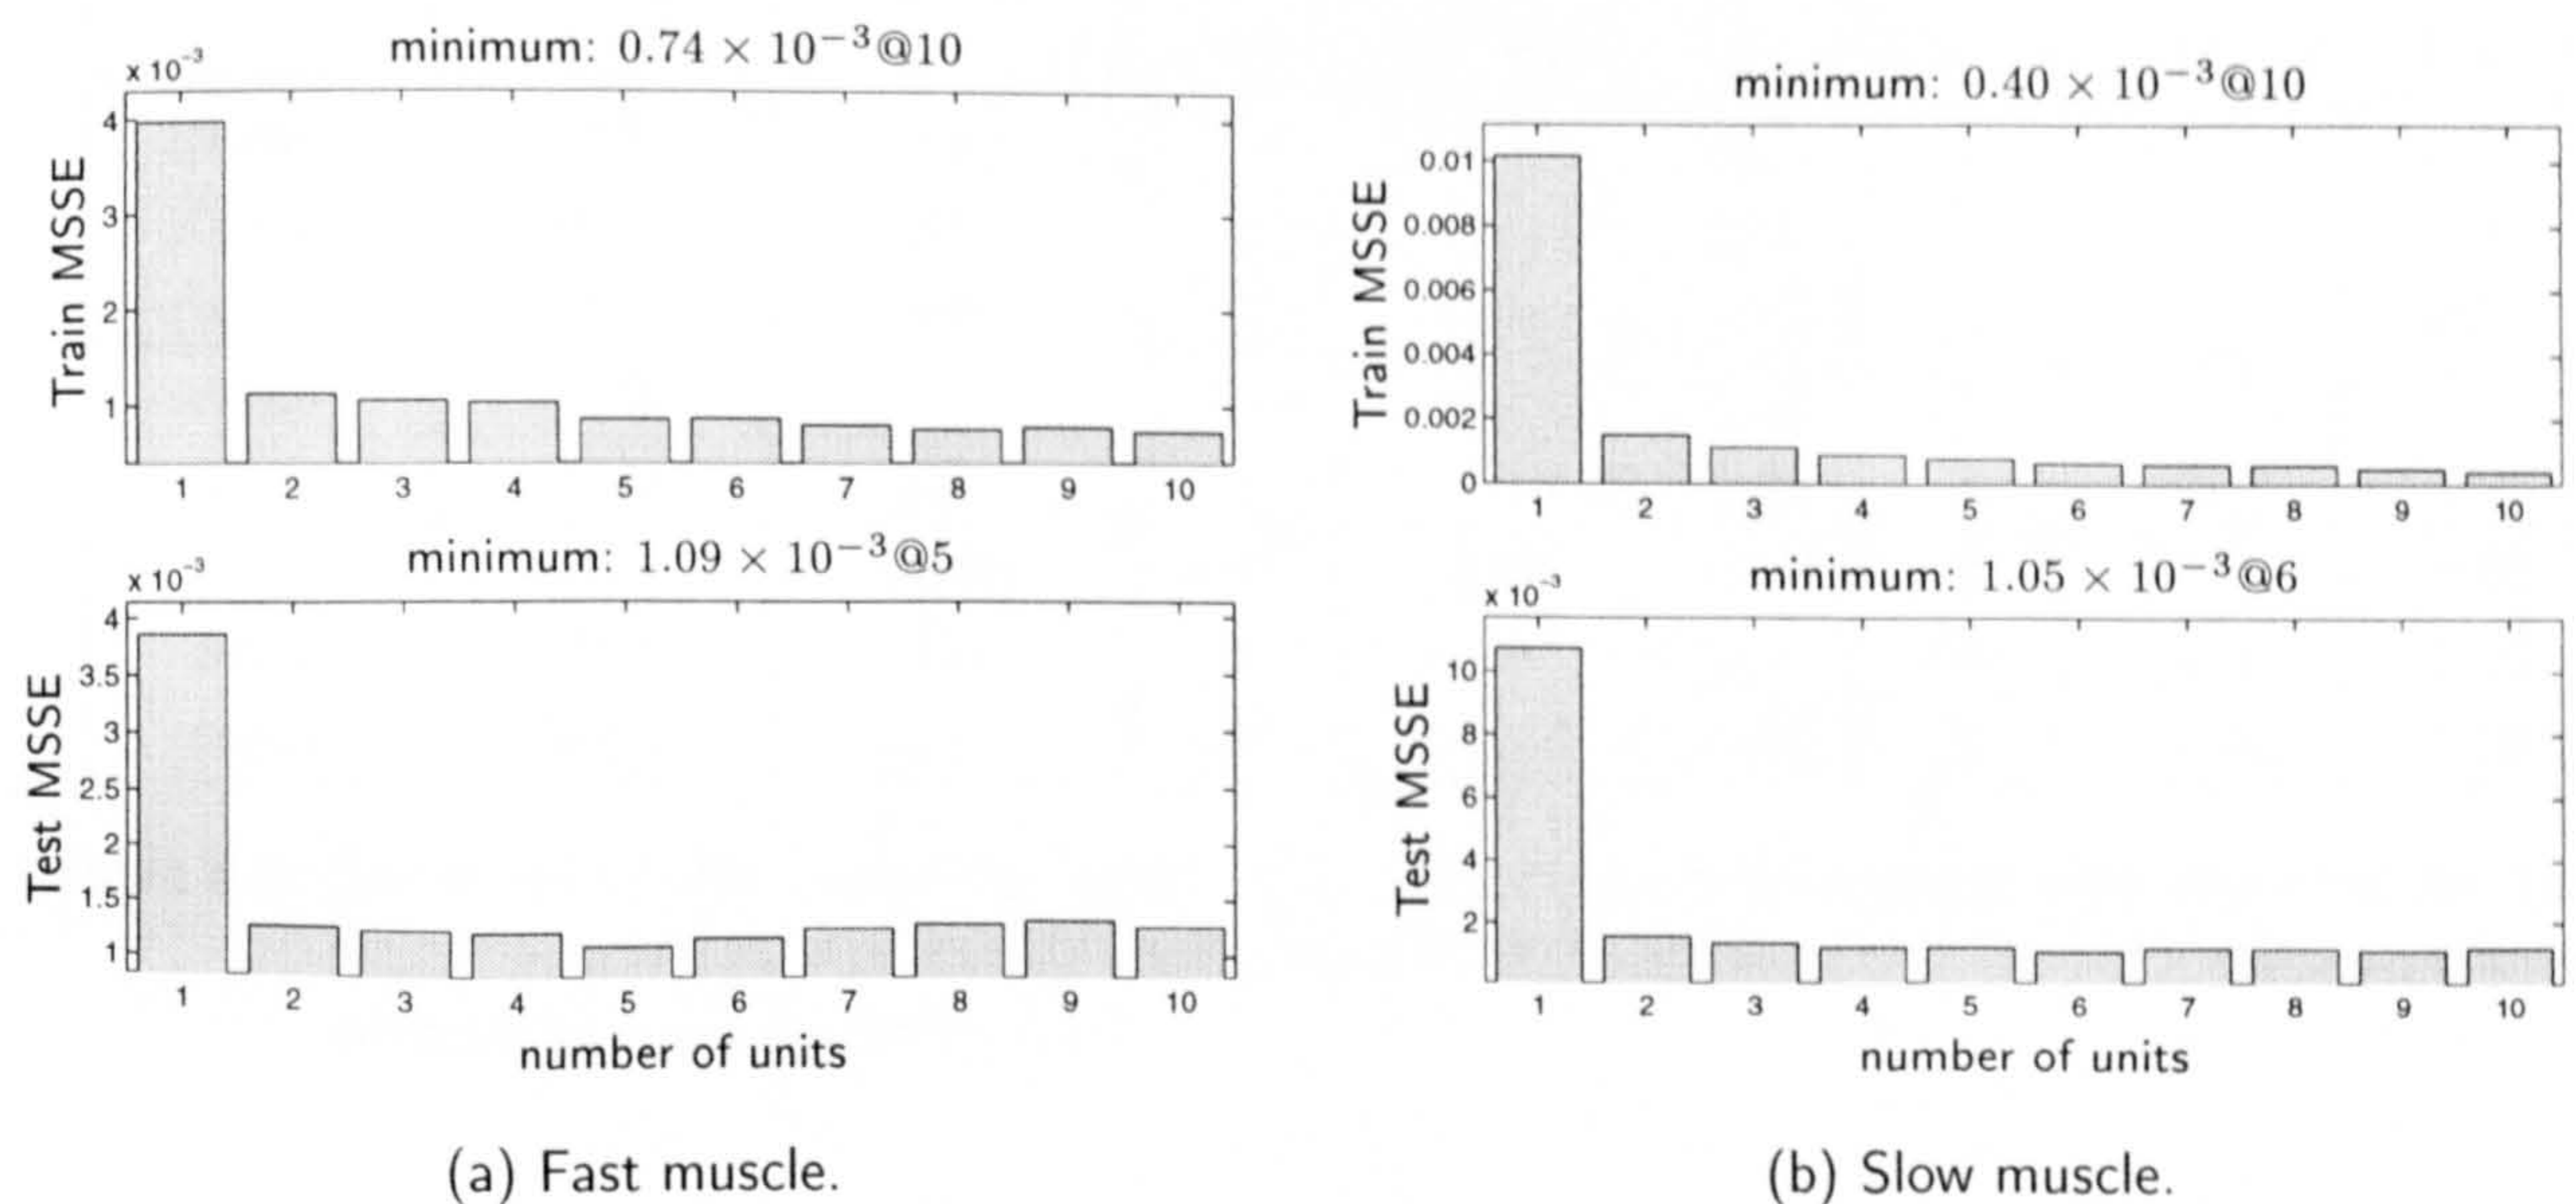 minimum: 0.74 × 10⁻³@10
x 10⁻³
Train MSSE
4
3
2
1
1 2 3 4 5 6 7 8 9 10
minimum: 1.09 × 10⁻³@5
x 10⁻³
Test MSSE
4
3.5
3
2.5
2
1.5
1
1 2 3 4 5 6 7 8 9 10
number of units
(a) Fast muscle.
minimum: 0.40 × 10⁻³@10
Train MSSE
0.01
0.008
0.006
0.004
0.002
0
1 2 3 4 5 6 7 8 9 10
minimum: 1.05 × 10⁻³@6
x 10⁻³
Test MSSE
10
8
6
4
2
1 2 3 4 5 6 7 8 9 10
number of units
(b) Slow muscle.